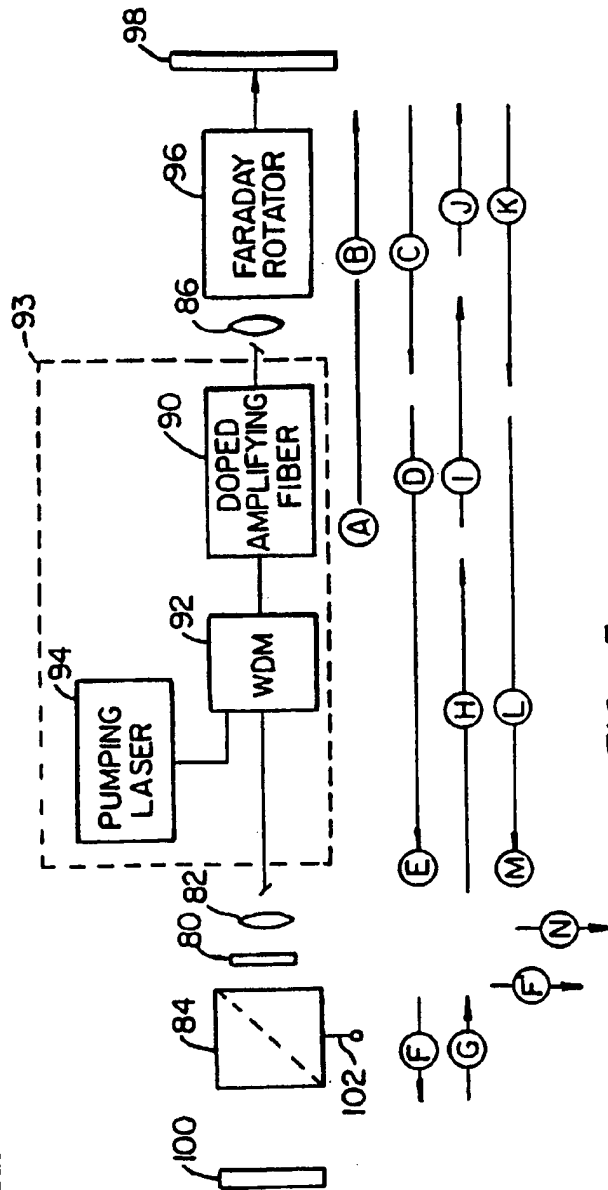 93
94
PUMPING
LASER
92
WDM
90
DOPED
AMPLIFYING
FIBER
96
FARADAY
ROTATOR
98
100
84
80
82
86
102
A
B
E
D
C
F
G
H
I
J
M
L
K
F'
N